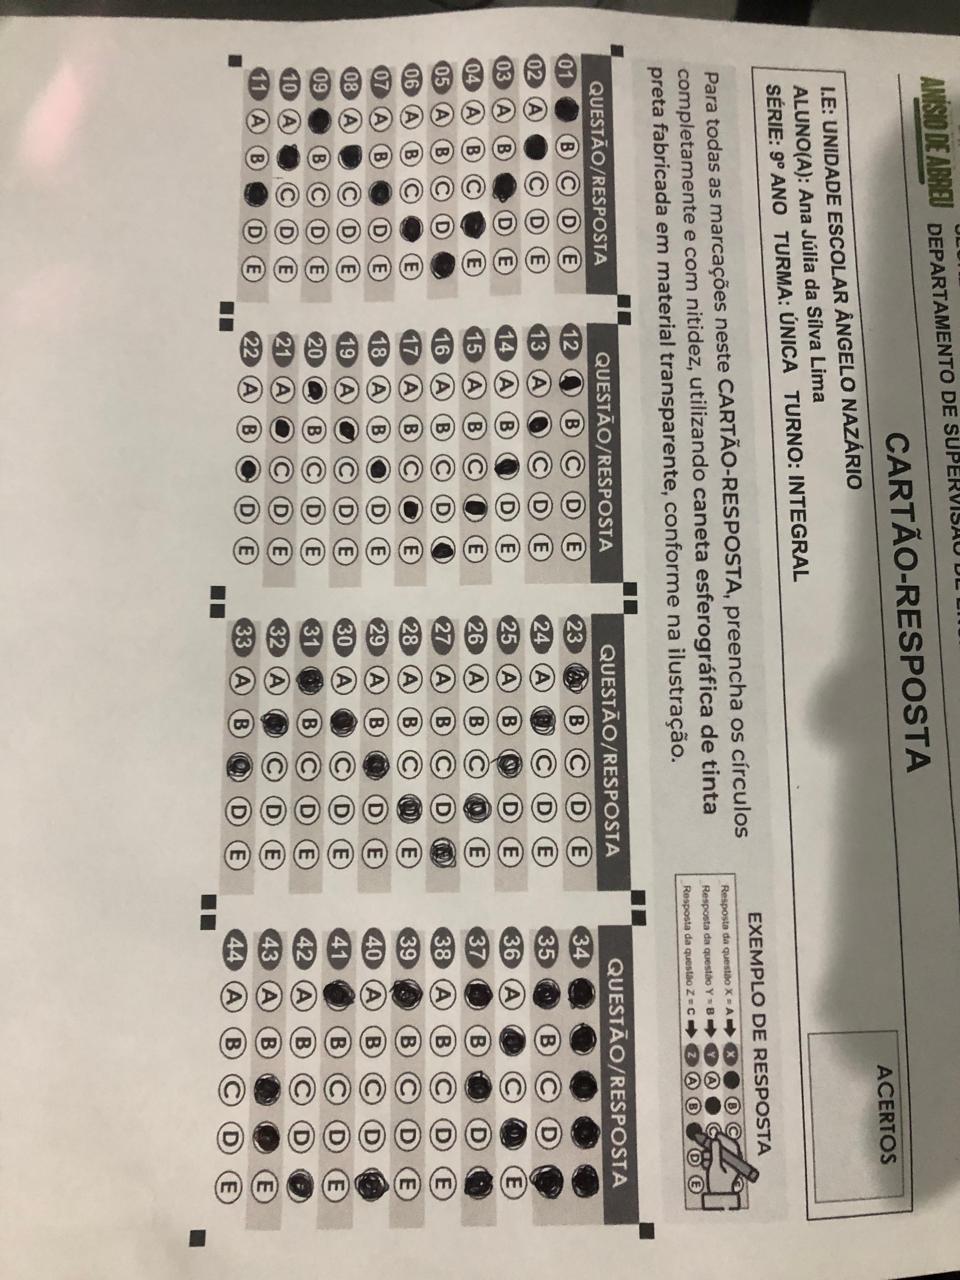 ANÍSIO DE ABREU
DEPARTAMENTO DE SUPERVISÃO DE
CARTÃO-RESPOSTA
ACERTOS
I.E: UNIDADE ESCOLAR ÂNGELO NAZÁRIO
ALUNO(A): Ana Júlia da Sílva Lima
SÉRIE: 9º ANO TURMA: ÚNICA TURNO: INTEGRAL
Para todas as marcações neste CARTÃO-RESPOSTA, preencha os círculos
completamente e com nitidez, utilizando caneta esferográfica de tinta
preta fabricada em material transparente, conforme na ilustração.
EXEMPLO DE RESPOSTA
Resposta da questão X = A X B C E
Resposta da questão Y = B Y A C
Resposta da questão Z = C Z A B D E
QUESTÃO/RESPOSTA
01 B C D E
02 A C D E
03 A B D E
04 A B C E
05 A B C D
06 A B C E
07 A B D E
08 A C D E
09 B C D E
10 A C D E
11 A B D E
QUESTÃO/RESPOSTA
12 B C D E
13 A C D E
14 A B D E
15 A B C E
16 A B C D
17 A B C E
18 A B D E
19 A C D E
20 B C D E
21 A C D E
22 A B D E
QUESTÃO/RESPOSTA
23 B C D E
24 A C D E
25 A B D E
26 A B C E
27 A B C D
28 A B C E
29 A B D E
30 A C D E
31 B C D E
32 A C D E
33 A B D E
QUESTÃO/RESPOSTA
34
35 B C D
36 A C E
37 B D
38 A B C D E
39 B C D E
40 A B C D
41 B C D E
42 A B C D
43 A B E
44 A B C D E